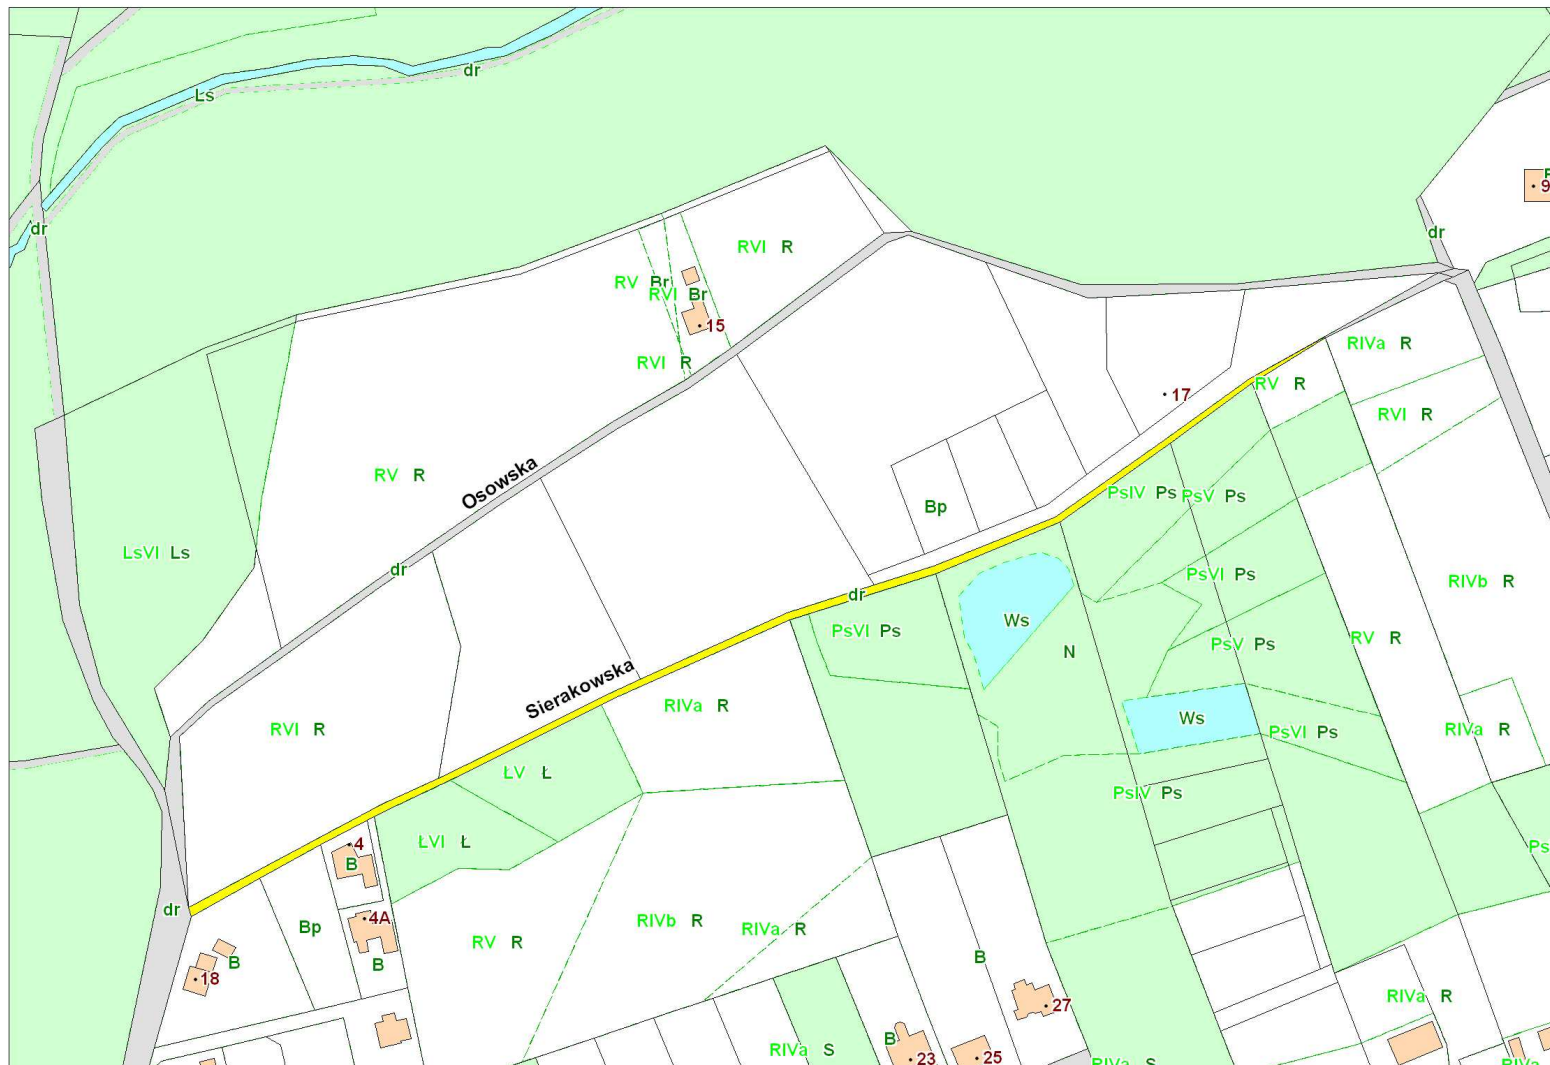 dr
Ls
9
dr
dr
RVI R
RV Br
RVI Br
15
RVI R
RIVa R
RV R
17
RVI R
RV R
Osowska
PsIV Ps
PsV Ps
Bp
LsVI Ls
dr
PsVI Ps
RIVb R
dr
Ws
PsVI Ps
N
PsV Ps
RV R
Sierakowska
RIVa R
Ws
RVI R
PsVI Ps
RIVa R
ŁV Ł
PsIV Ps
4
ŁVI Ł
B
Ps
dr
4A
Bp
RIVb R
RIVa R
RV R
B
B
B
18
RIVa R
27
B
RIVa S
23
25
RIVa S
RIVa